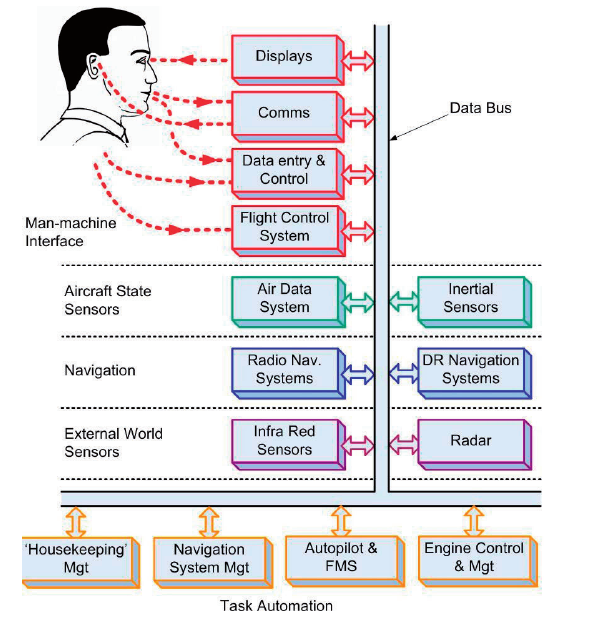 Displays
Comms
Data Bus
Data entry &
Control
Man-machine
Interface
Flight Control
System
Aircraft State
Sensors
Air Data
System
Inertial
Sensors
Navigation
Radio Nav.
Systems
DR Navigation
Systems
External World
Sensors
Infra Red
Sensors
Radar
'Housekeeping'
Mgt
Navigation
System Mgt
Autopilot &
FMS
Engine Control
& Mgt
Task Automation